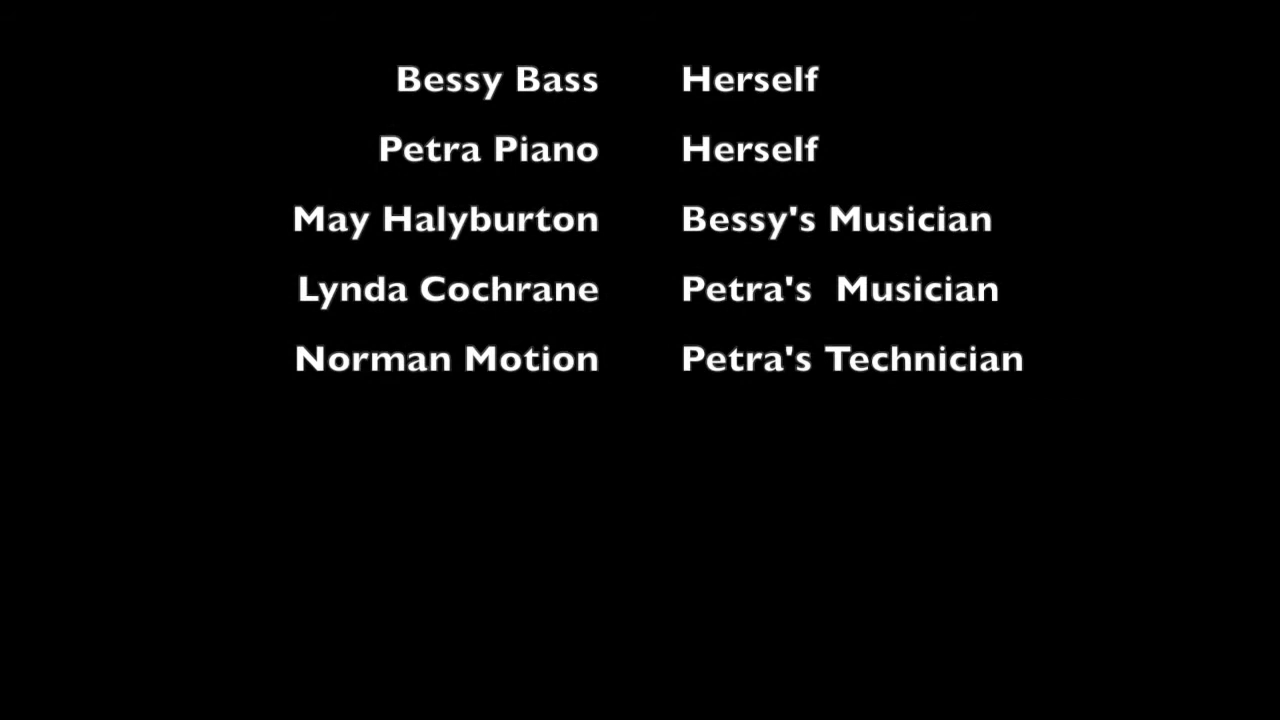 Bessy Bass Herself
Petra Piano Herself
May Halyburton Bessy's Musician
Lynda Cochrane Petra's  Musician
Norman Motion Petra's Technician